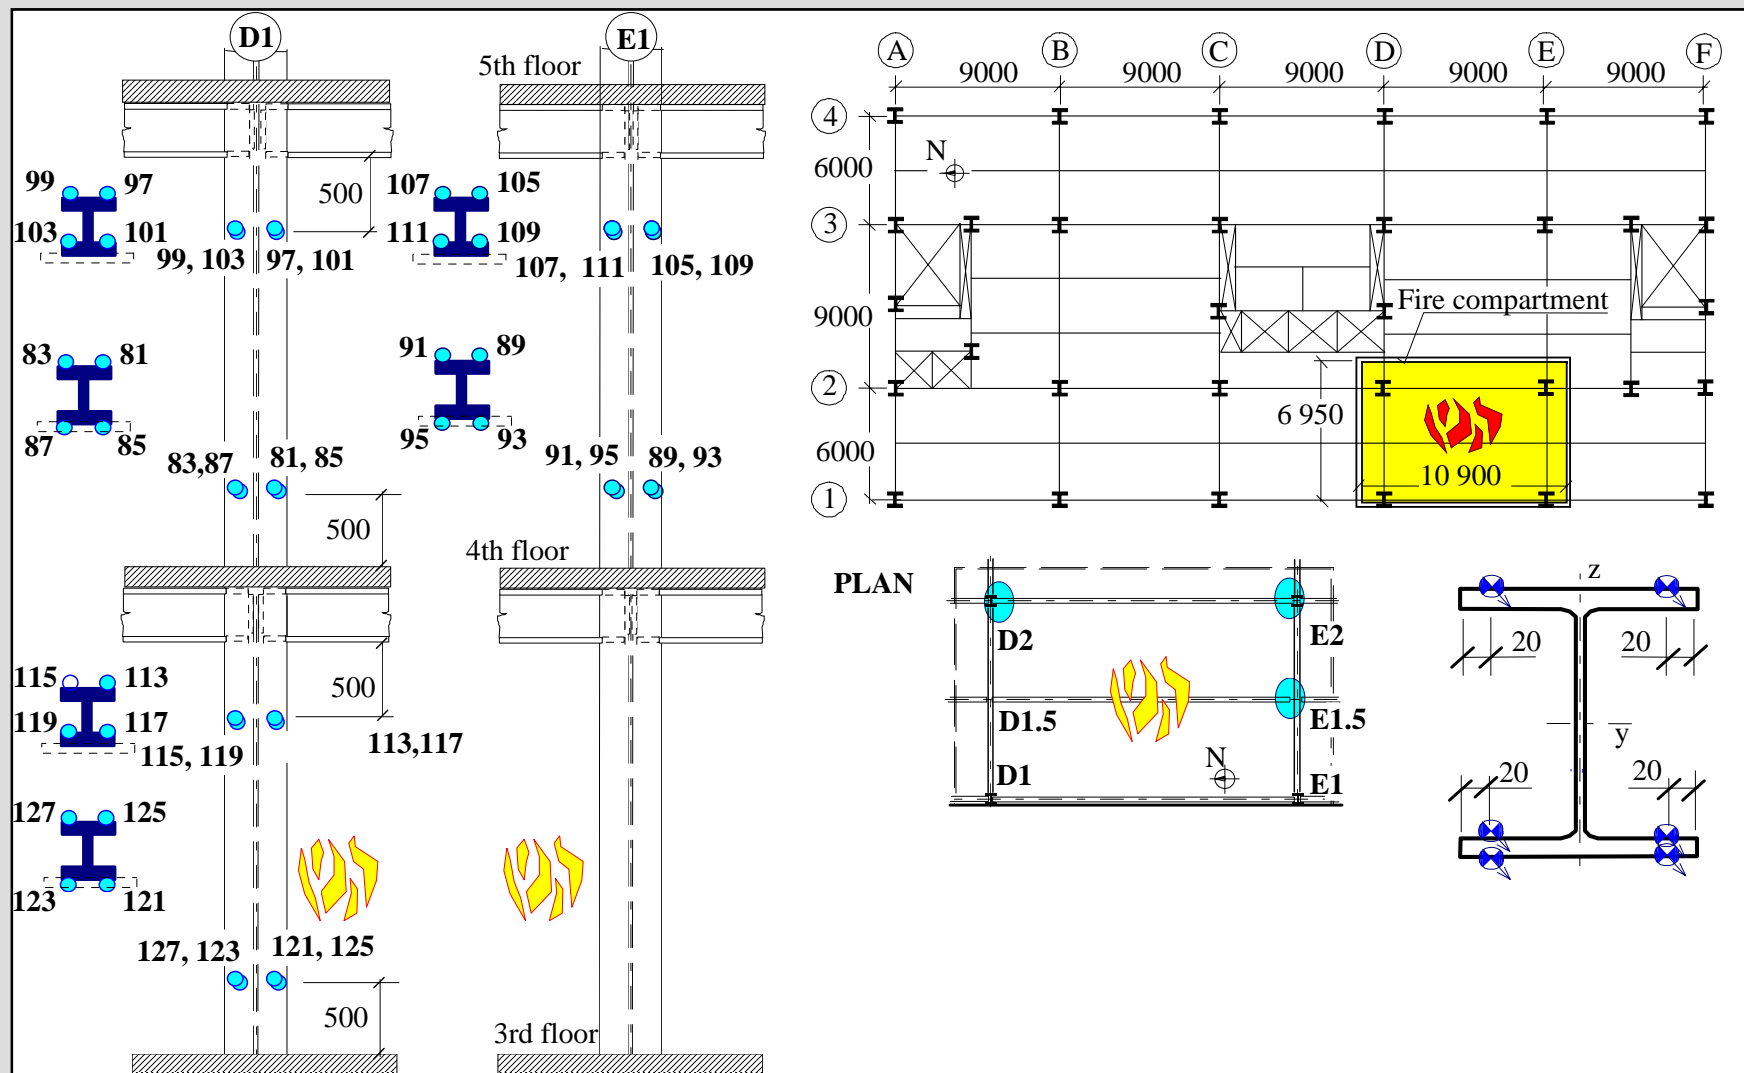 D1
E1
5th floor
99
97
103
101
500
99, 103
97, 101
107
105
111
109
107, 111
105, 109
83
81
87
85
91
89
95
93
83,87
81, 85
91, 95
89, 93
500
4th floor
115
113
119
117
500
115, 119
113,117
127
125
123
121
127, 123
121, 125
500
3rd floor
A
B
C
D
E
F
9000
9000
9000
9000
9000
4
6000
N
3
9000
Fire compartment
2
6 950
6000
10 900
1
PLAN
D2
E2
D1.5
E1.5
N
D1
E1
z
20
20
y
20
20